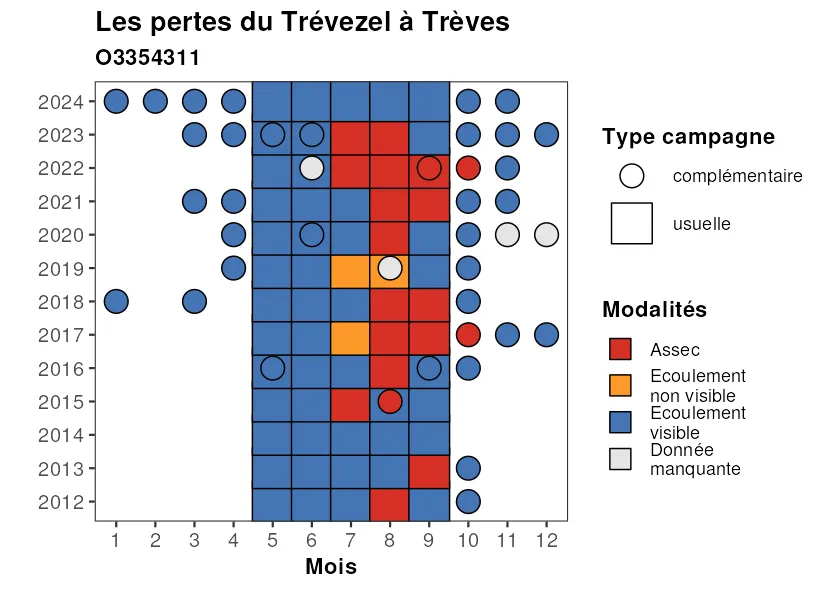 Les pertes du Trévezel à Trèves
O3354311
2024
2023
2022
2021
2020
2019
2018
2017
2016
2015
2014
2013
2012
1 2 3 4 5 6 7 8 9 10 11 12
Mois
Type campagne
complémentaire
usuelle
Modalités
Assec
Ecoulement
non visible
Ecoulement
visible
Donnée
manquante